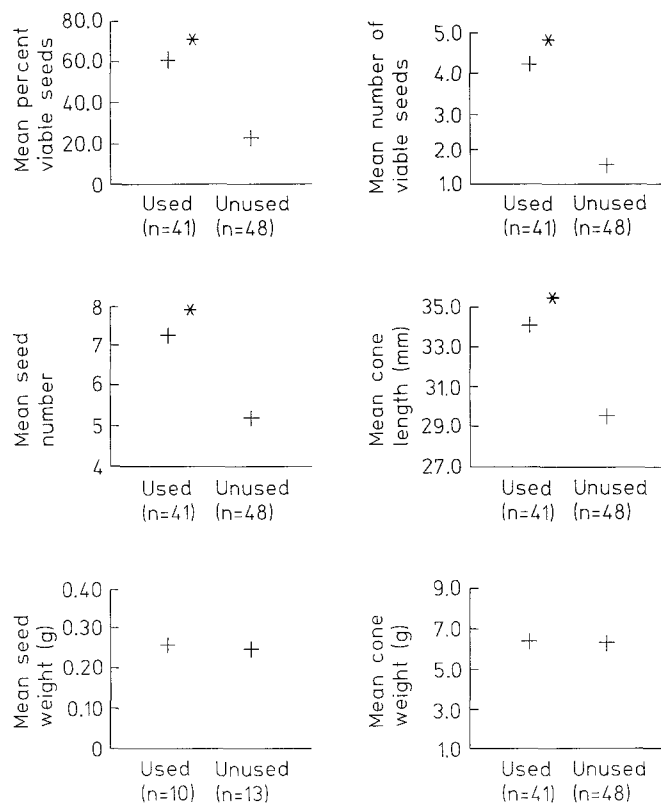 Mean percent
viable seeds
80.0
60.0
40.0
20.0
0
*
Used
Unused
(n=41)
(n=48)
Mean number of
viable seeds
5.0
4.0
3.0
2.0
1.0
*
Used
Unused
(n=41)
(n=48)
Mean seed
number
8
7
6
5
4
*
Used
Unused
(n=41)
(n=48)
Mean cone
length (mm)
35.0
33.0
31.0
29.0
27.0
*
Used
Unused
(n=41)
(n=48)
Mean seed
weight (g)
0.40
0.30
0.20
0.10
0
Used
Unused
(n=10)
(n=13)
Mean cone
weight (g)
9.0
7.0
5.0
3.0
1.0
Used
Unused
(n=41)
(n=48)